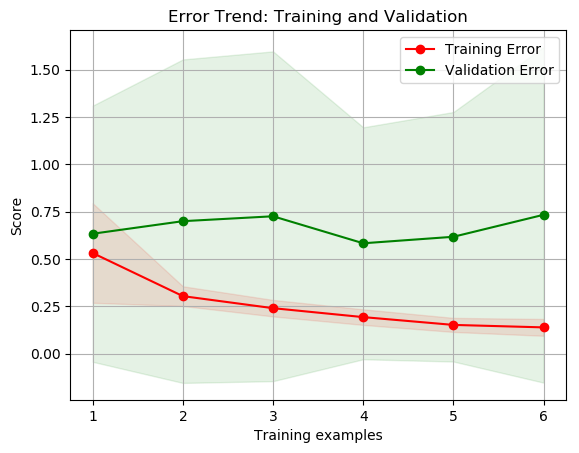 Error Trend: Training and Validation
Training Error
Validation Error
1.50
1.25
1.00
0.75
0.50
0.25
0.00
Score
1 2 3 4 5 6
Training examples